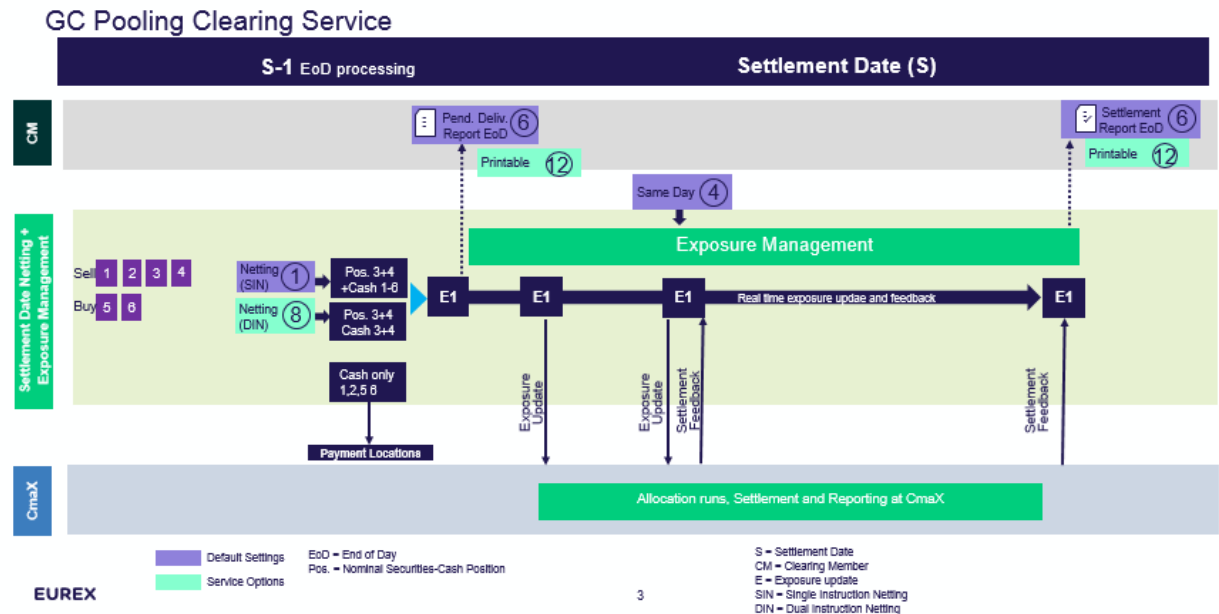 GC Pooling Clearing Service
S-1 EoD processing
Settlement Date (S)
CM
Pend. Deliv. 6
Report EoD
Printable 12
Settlement 6
Report EoD
Printable 12
Same Day 4
Settlement Date Netting +
Exposure Management
Exposure Management
Sell 1 2 3 4
Buy 5 6
Netting 1
(SIN)
Pos. 3+4
+Cash 1-6
Netting 8
(DIN)
Pos. 3+4
Cash 3+4
E1
E1
E1
Real time exposure updae and feedback
E1
Cash only
1,2,5 6
Payment Locations
Exposure
Update
Exposure
Update
Settlement
Feedback
Settlement
Feedback
CmaX
Allocation runs, Settlement and Reporting at CmaX
Default Settings
Service Options
EoD = End of Day
Pos. = Nominal Securities-Cash Position
S = Settlement Date
CM = Clearing Member
E = Exposure update
SIN = Single Instruction Netting
DIN = Dual Instruction Netting
EUREX
3